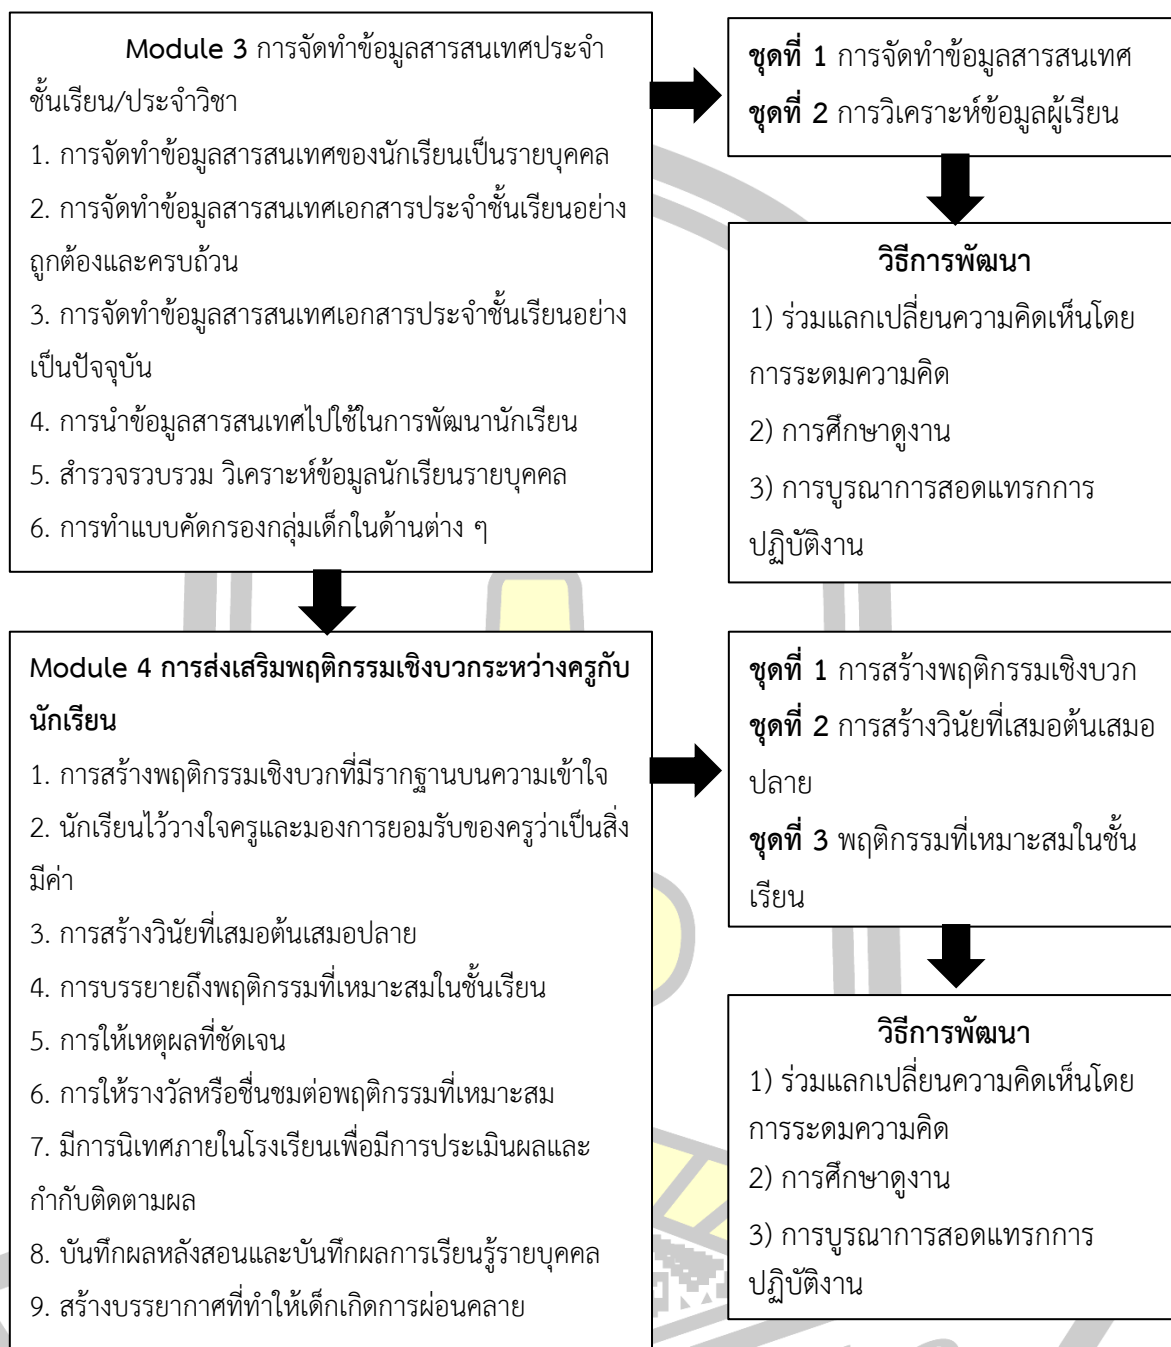 Module 3 การจัดทำข้อมูลสารสนเทศประจำ
ชั้นเรียน/ประจำวิชา
1. การจัดทำข้อมูลสารสนเทศของนักเรียนเป็นรายบุคคล
2. การจัดทำข้อมูลสารสนเทศเอกสารประจำชั้นเรียนอย่าง
ถูกต้องและครบถ้วน
3. การจัดทำข้อมูลสารสนเทศเอกสารประจำชั้นเรียนอย่าง
เป็นปัจจุบัน
4. การนำข้อมูลสารสนเทศไปใช้ในการพัฒนานักเรียน
5. สำรวจรวบรวม วิเคราะห์ข้อมูลนักเรียนรายบุคคล
6. การทำแบบคัดกรองกลุ่มเด็กในด้านต่าง ๆ
ชุดที่ 1 การจัดทำข้อมูลสารสนเทศ
ชุดที่ 2 การวิเคราะห์ข้อมูลผู้เรียน
วิธีการพัฒนา
1) ร่วมแลกเปลี่ยนความคิดเห็นโดย
การระดมความคิด
2) การศึกษาดูงาน
3) การบูรณาการสอดแทรกการ
ปฏิบัติงาน
Module 4 การส่งเสริมพฤติกรรมเชิงบวกระหว่างครูกับ
นักเรียน
1. การสร้างพฤติกรรมเชิงบวกที่มีรากฐานบนความเข้าใจ
2. นักเรียนไว้วางใจครูและมองการยอมรับของครูว่าเป็นสิ่ง
มีค่า
3. การสร้างวินัยที่เสมอต้นเสมอปลาย
4. การบรรยายถึงพฤติกรรมที่เหมาะสมในชั้นเรียน
5. การให้เหตุผลที่ชัดเจน
6. การให้รางวัลหรือชื่นชมต่อพฤติกรรมที่เหมาะสม
7. มีการนิเทศภายในโรงเรียนเพื่อมีการประเมินผลและ
กำกับติดตามผล
8. บันทึกผลหลังสอนและบันทึกผลการเรียนรู้รายบุคคล
9. สร้างบรรยากาศที่ทำให้เด็กเกิดการผ่อนคลาย
ชุดที่ 1 การสร้างพฤติกรรมเชิงบวก
ชุดที่ 2 การสร้างวินัยที่เสมอต้นเสมอ
ปลาย
ชุดที่ 3 พฤติกรรมที่เหมาะสมในชั้น
เรียน
วิธีการพัฒนา
1) ร่วมแลกเปลี่ยนความคิดเห็นโดย
การระดมความคิด
2) การศึกษาดูงาน
3) การบูรณาการสอดแทรกการ
ปฏิบัติงาน